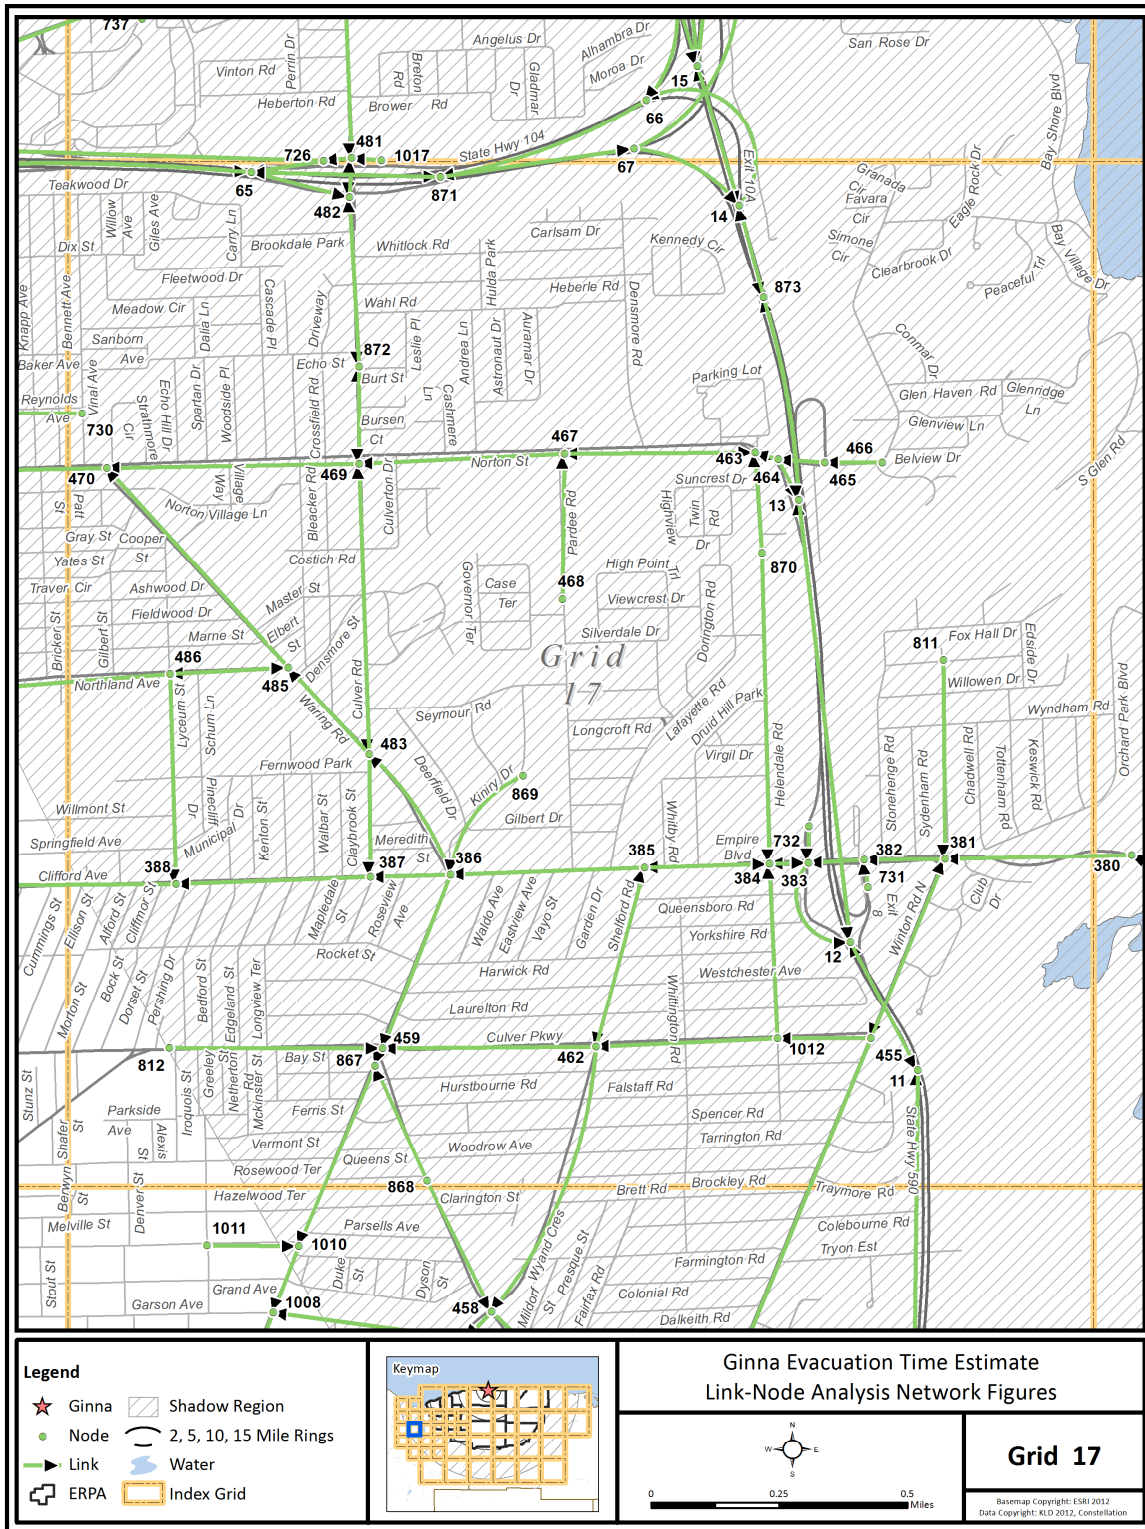 737
Perrin Dr
Vinton Rd
Breton Rd
Angelus Dr
Gladmar Dr
Alhambra Dr
Moroa Dr
San Rose Dr
Bay Shore Blvd
15
Heberton Rd
Brower Rd
66
726
481
1017
State Hwy 104
67
Exit 10A
65
871
482
Teakwood Dr
Willow Ave
Giles Ave
Carry Ln
Granada Cir
Favara Cir
Eagle Rock Dr
14
Dix St
Brookdale Park
Whitlock Rd
Carlsam Dr
Kennedy Cir
Simone Cir
Clearbrook Dr
Bay Village Dr
Peaceful Trl
Fleetwood Dr
Hulda Park
Heberle Rd
Densmore Rd
873
Knapp Ave
Bennett Ave
Meadow Cir
Dalia Ln
Cascade Pl
Driveway
Wahl Rd
Leslie Pl
Andrea Ln
Astronaut Dr
Auramar Dr
Sanborn Ave
872
Conmar Dr
Baker Ave
Echo St
Burt St
Parking Lot
Reynolds Ave
Vinal Ave
Strathmore Cir
Echo Hill Dr
Spartan Dr
Woodside Pl
Crossfield Rd
Bursen Ct
Cashmere Ln
Glen Haven Rd
Glenridge Ln
Glenview Ln
730
467
466
463
464
465
Belview Dr
S Glen Rd
470
469
Norton St
Suncrest Dr
13
Village Way
Norton Village Ln
Bleacker Rd
Culverton Dr
Pardee Rd
Highview Trl
Twin Rd
Patt St
Gray St
Cooper St
Yates St
Costich Rd
High Point Dr
870
Traver Cir
Ashwood Dr
Master St
Governor Ter
Case Ter
468
Viewcrest Dr
Dorington Rd
Bricker St
Gilbert St
Fieldwood Dr
Elbert St
Densmore St
Silverdale Dr
Marne St
486
811
Fox Hall Dr
Edside Dr
Grid
17
485
Northland Ave
Willowen Dr
Lyceum St
Schum Ln
Waring Rd
Culver Rd
Seymour Rd
Longcroft Rd
Lafayette Rd
Druid Hill Park
Wyndham Rd
Orchard Park Blvd
483
Fernwood Park
Deerfield Dr
Kiniry Dr
869
Virgil Dr
Helendale Rd
Stonehenge Rd
Sydenham Rd
Chadwell Rd
Tottenham Rd
Keswick Rd
Willmont St
Pinecliff Dr
Municipal Dr
Kenton St
Walbar St
Claybrook St
Gilbert Dr
Whitby Rd
Springfield Ave
Meredith St
Empire Blvd
732
382
381
388
387
386
385
384
383
731
380
Clifford Ave
Exit 8
Club Dr
Cummings St
Ellison St
Alford St
Cliffmor St
Mapledale St
Roseview Ave
Waldo Ave
Eastview Ave
Vayo St
Garden Dr
Shelford Rd
Queensboro Rd
Winton Rd N
Yorkshire Rd
12
Rocket St
Harwick Rd
Westchester Ave
Morton St
Bock St
Dorset St
Pershing Dr
Bedford St
Edgeland St
Longview Ter
Laurelton Rd
Whittington Rd
459
Culver Pkwy
812
867
Bay St
462
1012
455
11
Stunz St
Iroquois St
Greeley St
Netherton Rd
Mckinster St
Hurstbourne Rd
Falstaff Rd
Parkside Ave
Ferris St
Spencer Rd
State Hwy 590
Shafer St
Alexis St
Vermont St
Woodrow Ave
Tarrington Rd
Queens St
Rosewood Ter
868
Berwyn St
Denver St
Hazelwood Ter
Clarington St
Brett Rd
Brockley Rd
Traymore Rd
Melville St
1011
Parsells Ave
1010
Colebourne Rd
Tryon Est
Stout St
Duke St
Dyson St
Mildorf St
Wyand Cres
Presque St
Fairfax Rd
Farmington Rd
Grand Ave
1008
Garson Ave
458
Colonial Rd
Dalkeith Rd
Legend
Ginna
Shadow Region
Node
2, 5, 10, 15 Mile Rings
Link
Water
ERPA
Index Grid
Keymap
Ginna Evacuation Time Estimate
Link-Node Analysis Network Figures
N
W E
S
0 0.25 0.5
Miles
Grid 17
Basemap Copyright: ESRI 2012
Data Copyright: KLD 2012, Constellation